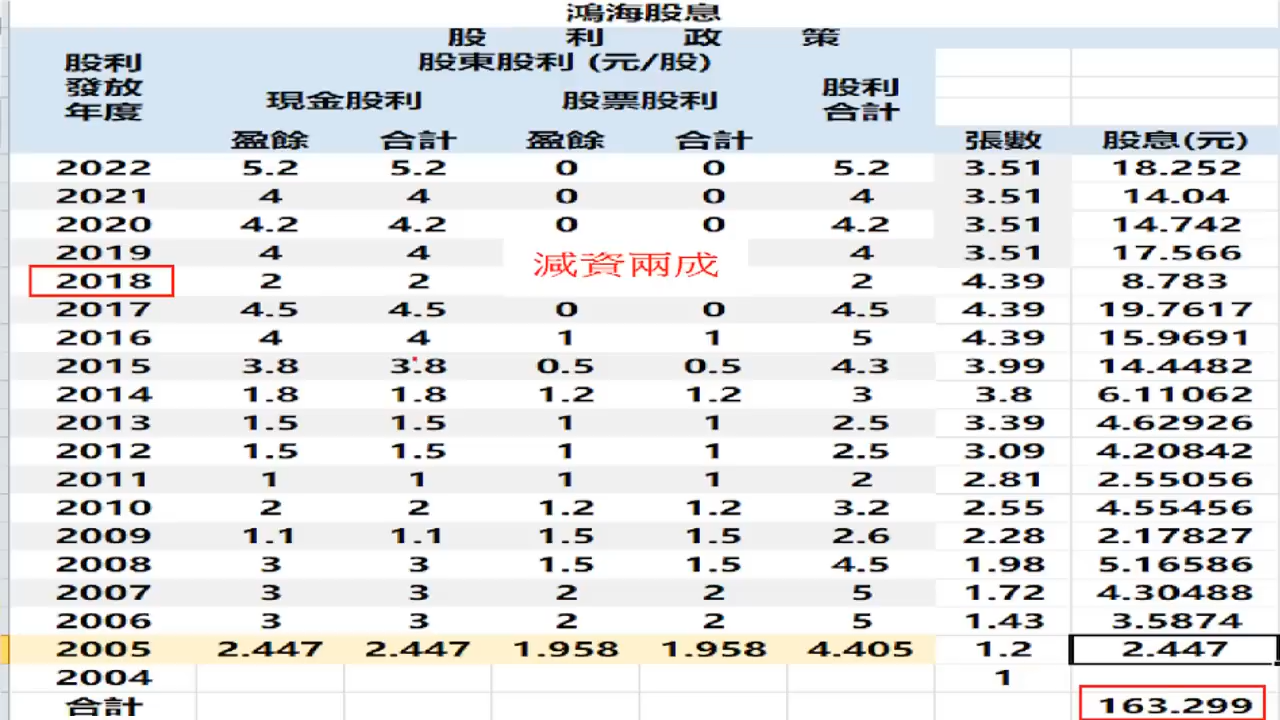 鴻海股息
股 利 政 策
股利 股東股利 (元/股)
發放 現金股利 股票股利 股利
年度 合計
盈餘 合計 盈餘 合計 張數 股息(元)
2022 5.2 5.2 0 0 5.2 3.51 18.252
2021 4 4 0 0 4 3.51 14.04
2020 4.2 4.2 0 0 4.2 3.51 14.742
2019 4 4 4 3.51 17.566
減資兩成
2018 2 2 2 4.39 8.783
2017 4.5 4.5 0 0 4.5 4.39 19.7617
2016 4 4 1 1 5 4.39 15.9691
2015 3.8 3.8 0.5 0.5 4.3 3.99 14.4482
2014 1.8 1.8 1.2 1.2 3 3.8 6.11062
2013 1.5 1.5 1 1 2.5 3.39 4.62926
2012 1.5 1.5 1 1 2.5 3.09 4.20842
2011 1 1 1 1 2 2.81 2.55056
2010 2 2 1.2 1.2 3.2 2.55 4.55456
2009 1.1 1.1 1.5 1.5 2.6 2.28 2.17827
2008 3 3 1.5 1.5 4.5 1.98 5.16586
2007 3 3 2 2 5 1.72 4.30488
2006 3 3 2 2 5 1.43 3.5874
2005 2.447 2.447 1.958 1.958 4.405 1.2 2.447
2004 1
合計 163.299